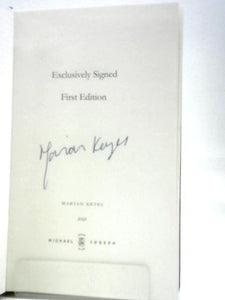 Exclusively Signed
First Edition
Marian Keyes
MARIAN KEYES
MICHAEL JOSEPH